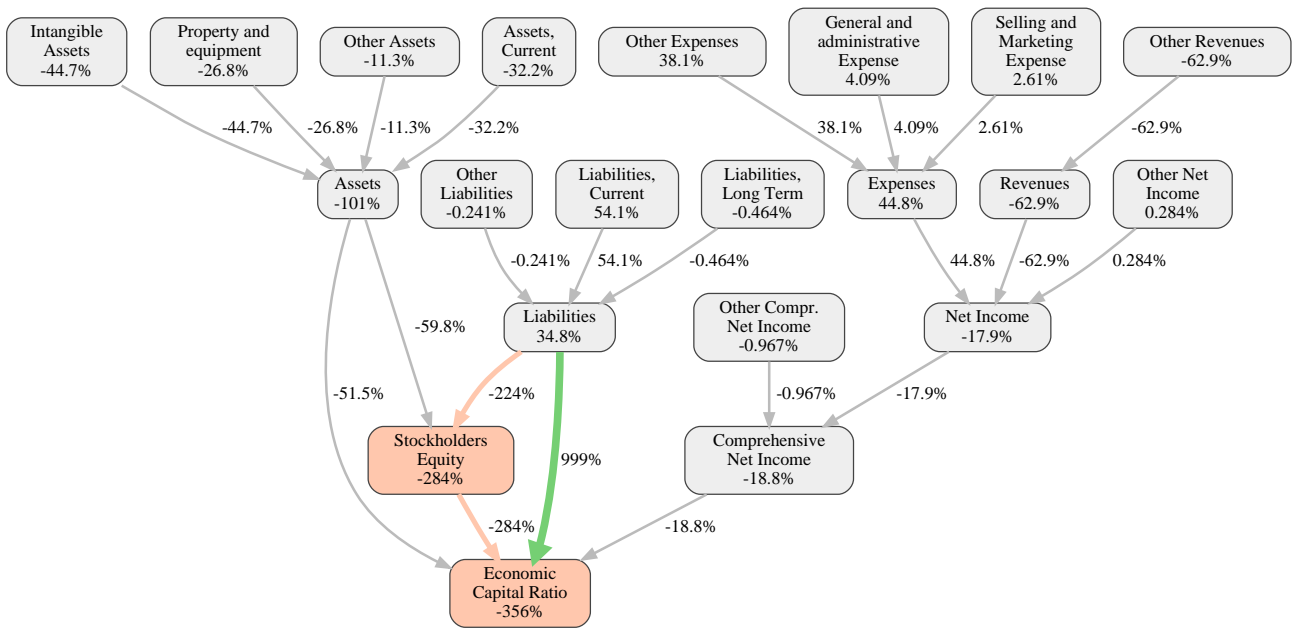 Intangible
Assets
-44.7%
Property and
equipment
-26.8%
Other Assets
-11.3%
Assets,
Current
-32.2%
Other Expenses
38.1%
General and
administrative
Expense
4.09%
Selling and
Marketing
Expense
2.61%
Other Revenues
-62.9%
-44.7%
-26.8%
-11.3%
-32.2%
38.1%
4.09%
2.61%
-62.9%
Assets
-101%
Other
Liabilities
-0.241%
Liabilities,
Current
54.1%
Liabilities,
Long Term
-0.464%
Expenses
44.8%
Revenues
-62.9%
Other Net
Income
0.284%
-0.241%
54.1%
-0.464%
44.8%
-62.9%
0.284%
-59.8%
Liabilities
34.8%
Other Compr.
Net Income
-0.967%
Net Income
-17.9%
-51.5%
-224%
-0.967%
-17.9%
Stockholders
Equity
-284%
999%
Comprehensive
Net Income
-18.8%
-284%
-18.8%
Economic
Capital Ratio
-356%